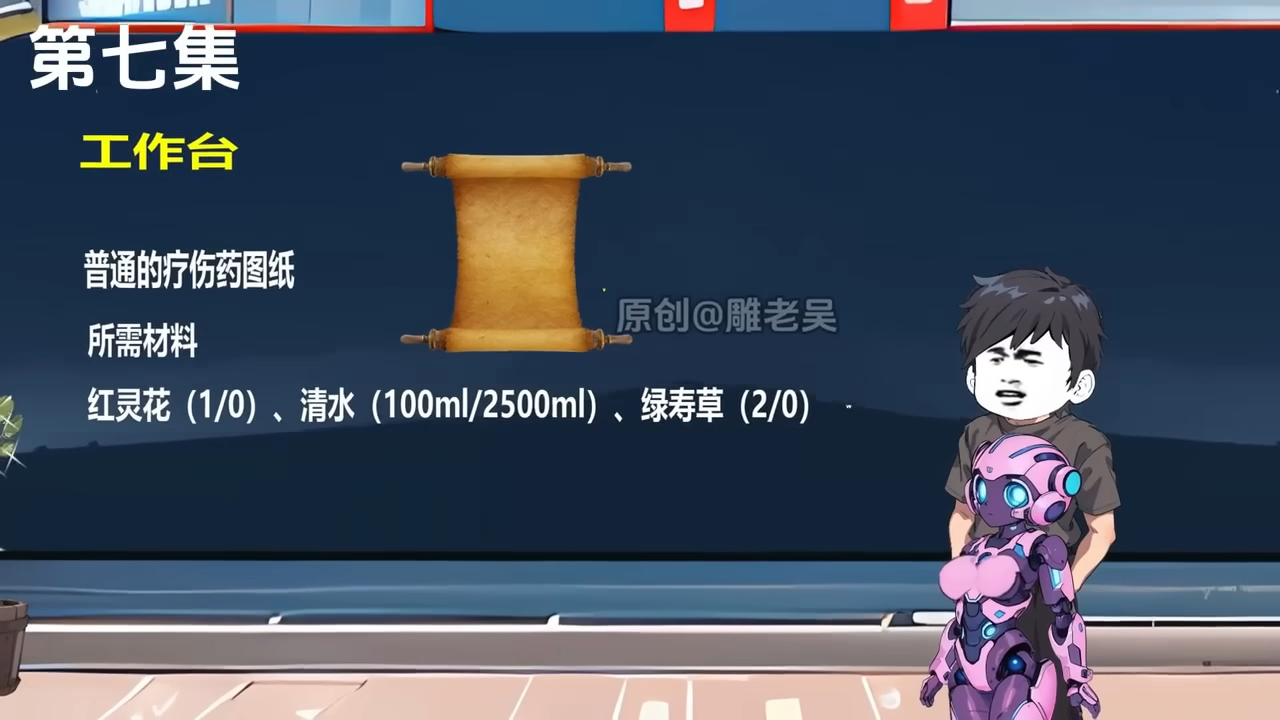 第七集
工作台
普通的疗伤药图纸
原创@雕老吴
所需材料
红灵花（1/0）、清水（100ml/2500ml）、绿寿草（2/0）